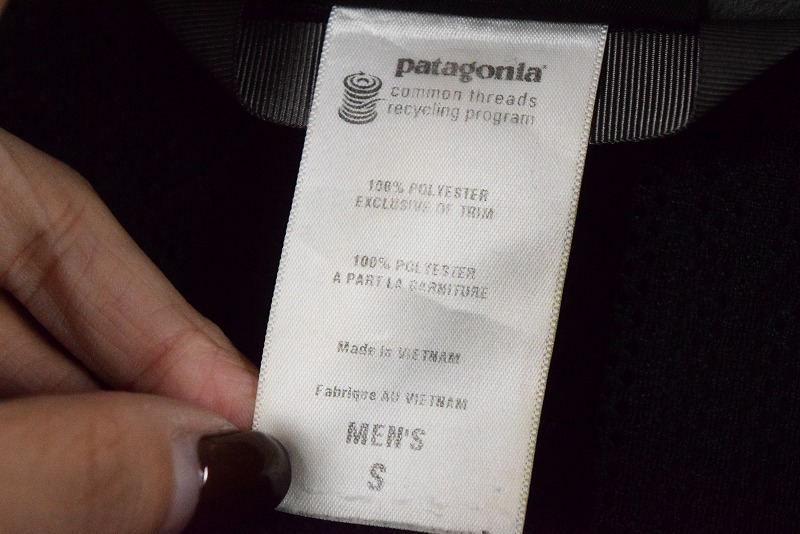 patagonia®
common threads
recycling program
100% POLYESTER
EXCLUSIVE OF TRIM
100% POLYESTER
A PART LA GARNITURE
Made in VIETNAM
Fabrique AU VIETNAM
MEN'S
S